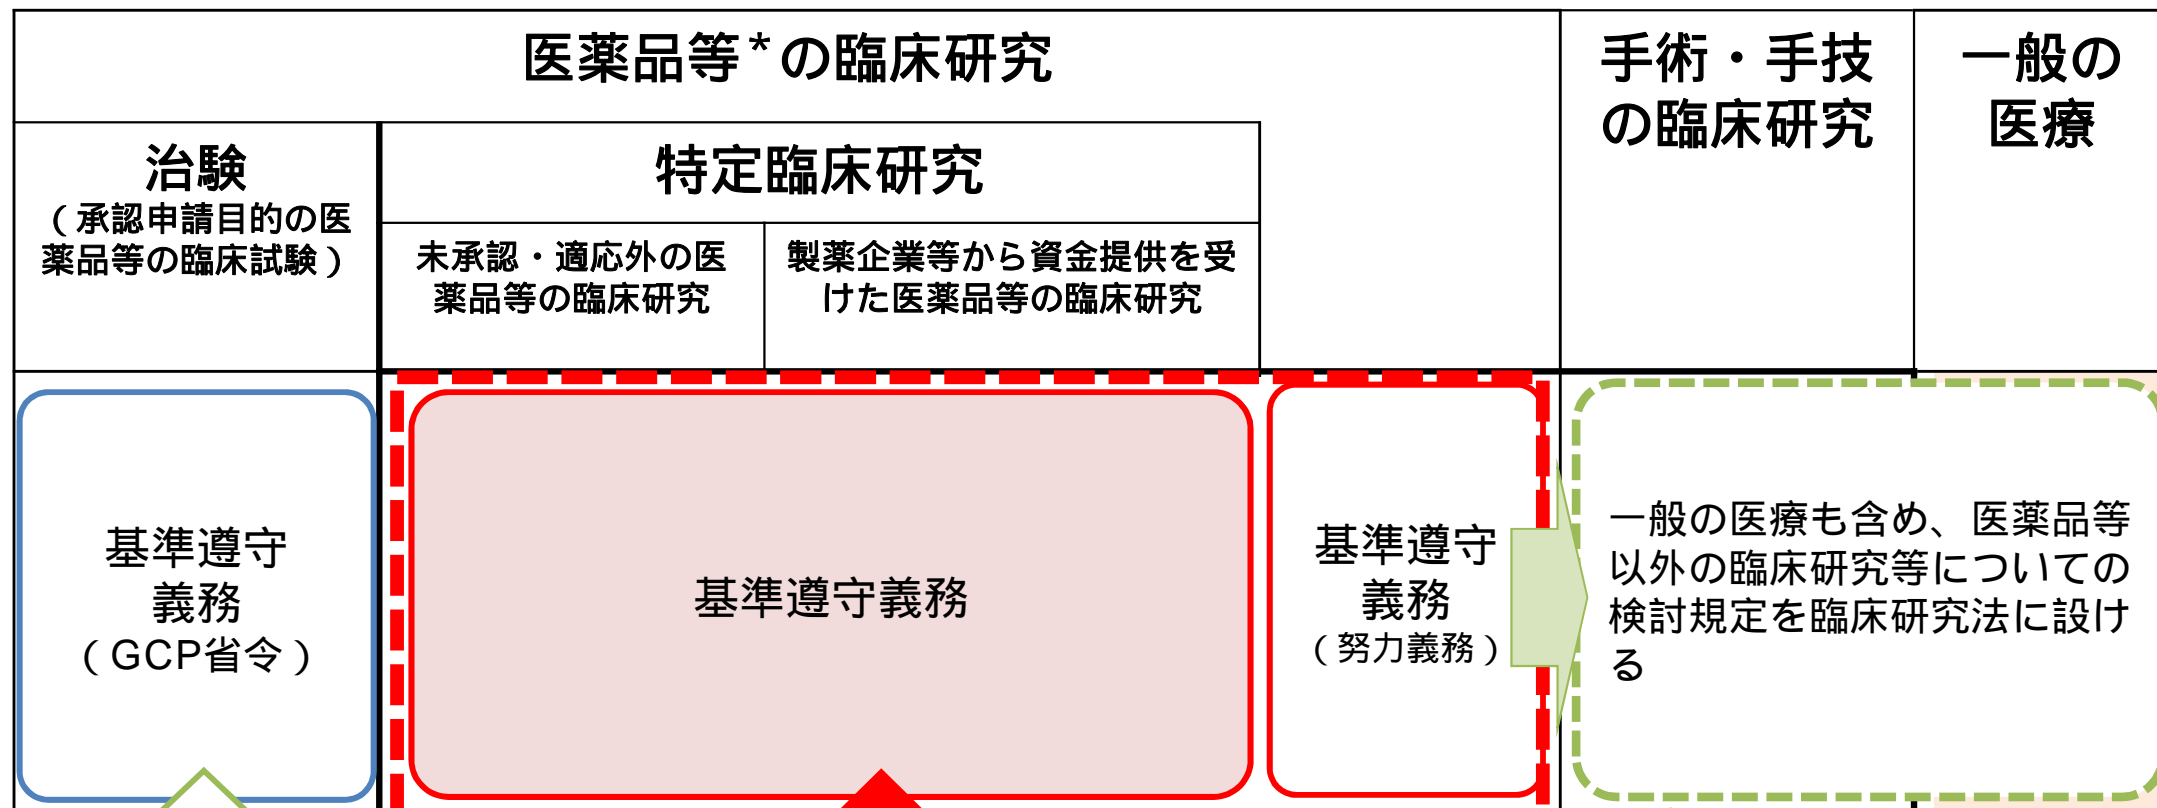 医薬品等*の臨床研究
手術・手技
の臨床研究
一般の
医療
治験
（承認申請目的の医
薬品等の臨床試験）
特定臨床研究
未承認・適応外の医
薬品等の臨床研究
製薬企業等から資金提供を受
けた医薬品等の臨床研究
基準遵守
義務
（GCP省令）
基準遵守義務
基準遵守
義務
（努力義務）
一般の医療も含め、医薬品等
以外の臨床研究等についての
検討規定を臨床研究法に設け
る